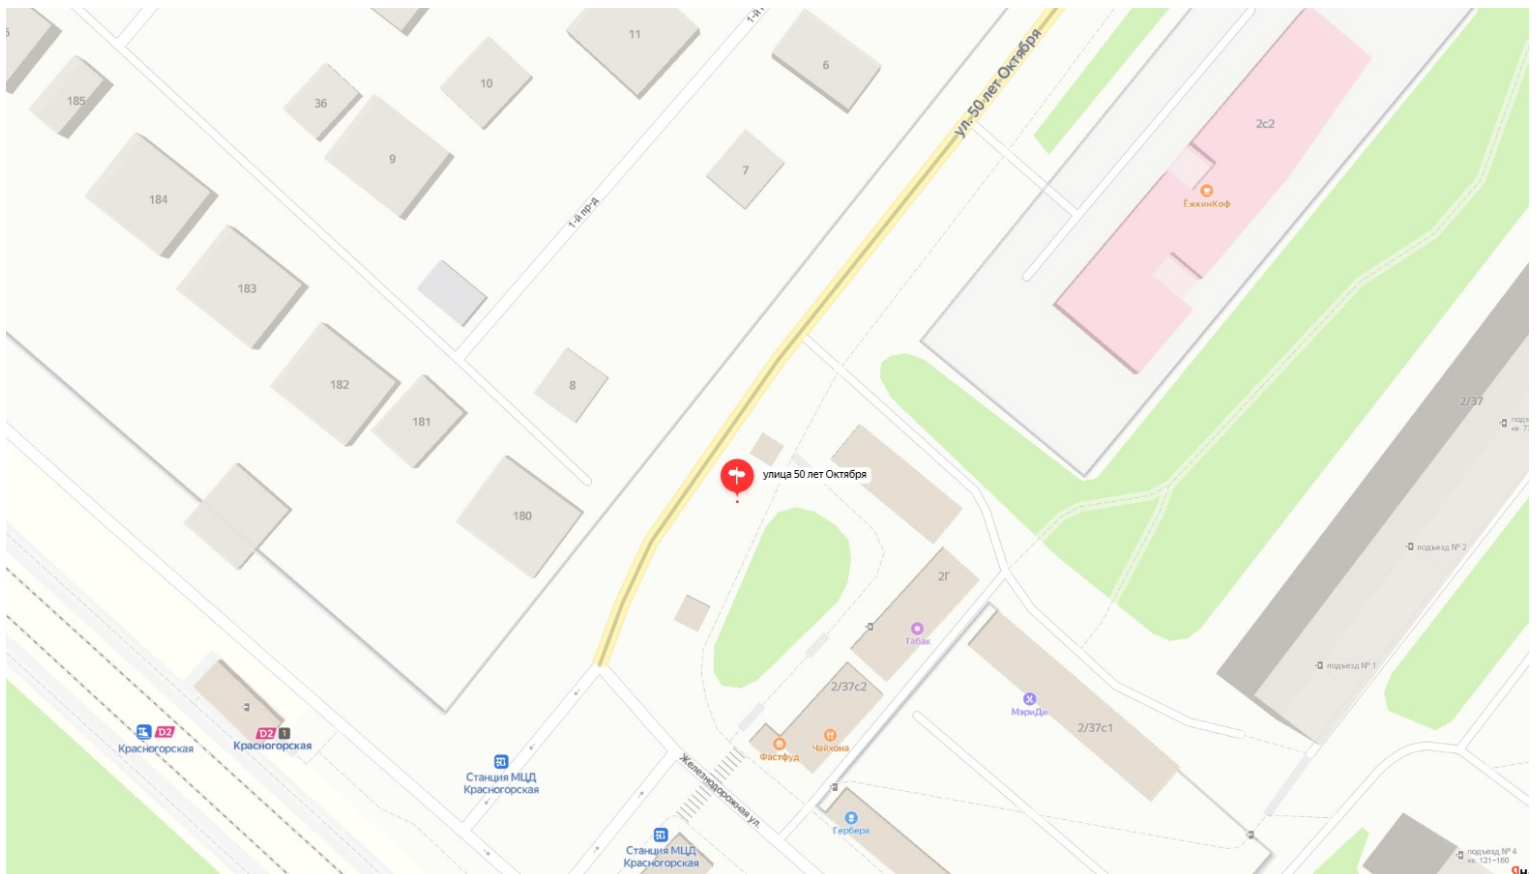 11
6
1-й п
ул. 50 лет Октября
10
185
36
2с2
9
7
ЁжкинКоф
184
1-й пр-д
183
182
8
2/37
181
улица 50 лет Октября
180
подъезд № 2
2Г
Табак
подъезд № 1
2/37с2
МэриДи
2/37с1
D2
Красногорская
D2 1
Красногорская
Чайхона
Фастфуд
Станция МЦД
Красногорская
Железнодорожная ул.
Гербера
Станция МЦД
Красногорская
подъезд № 4
кв. 121–160